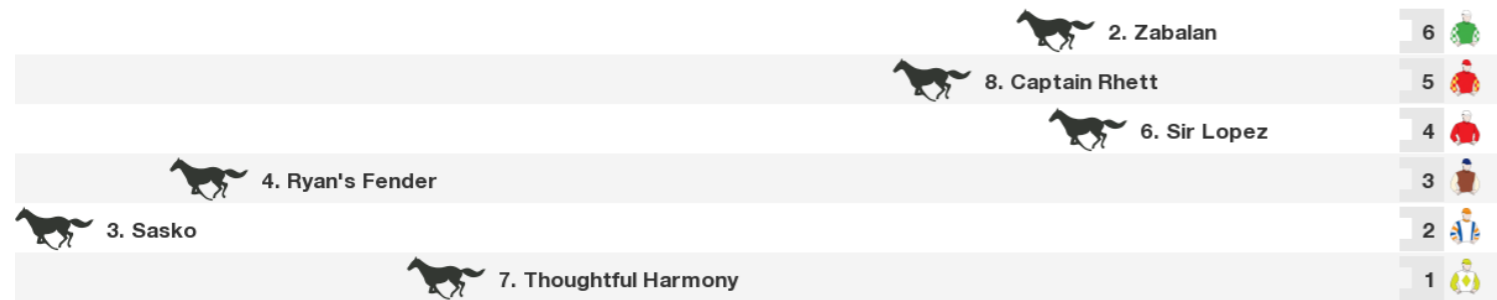 2. Zabalan 6
8. Captain Rhett 5
6. Sir Lopez 4
4. Ryan's Fender 3
3. Sasko 2
7. Thoughtful Harmony 1